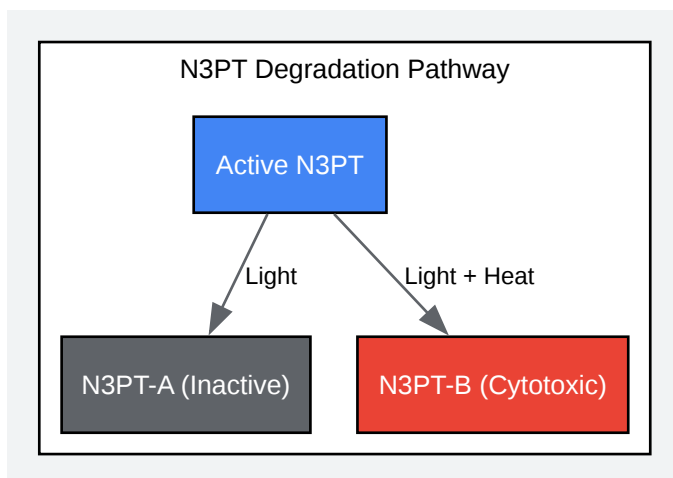 N3PT Degradation Pathway
Active N3PT
Light
Light + Heat
N3PT-A (Inactive)
N3PT-B (Cytotoxic)